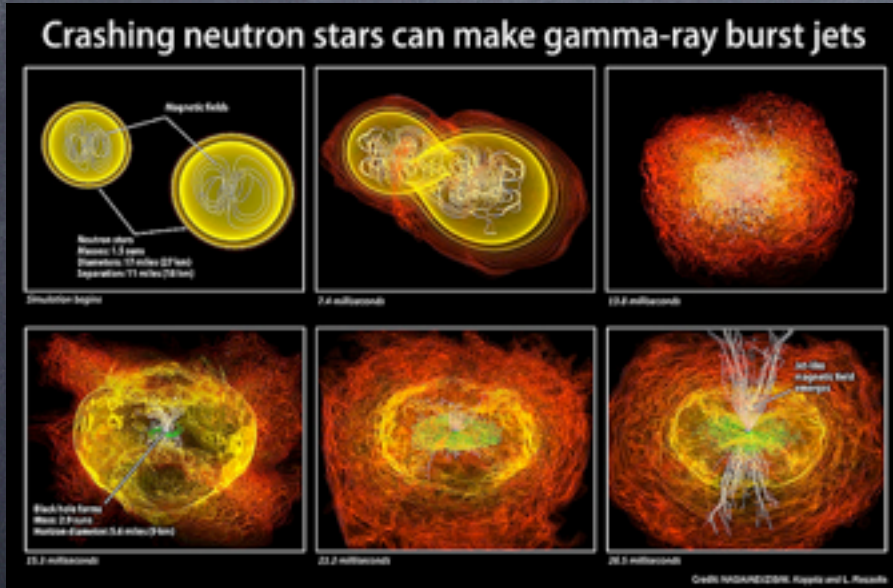 Crashing neutron stars can make gamma-ray burst jets
Magnetic fields
Neutron stars
Masses: 1.5 suns
Diameters: 17 miles (27 km)
Separation: 11 miles (18 km)
Simulation begins
7.4 milliseconds
13.8 milliseconds
Jet-like
magnetic field
emerges
Black hole forms
Mass: 2.9 suns
Horizon diameter: 5.6 miles (9 km)
15.3 milliseconds
21.2 milliseconds
26.5 milliseconds
Credit: NASA/AEI/ZIB/M. Koppitz and L. Rezzolla